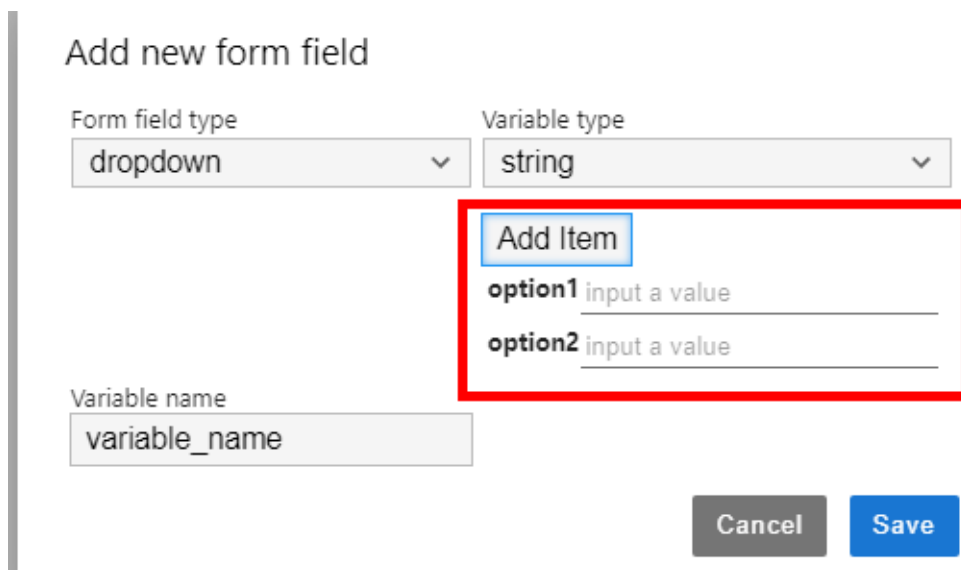 Add new form field
Form field type
Variable type
dropdown
string
Add Item
option1 input a value
option2 input a value
Variable name
variable_name
Cancel
Save